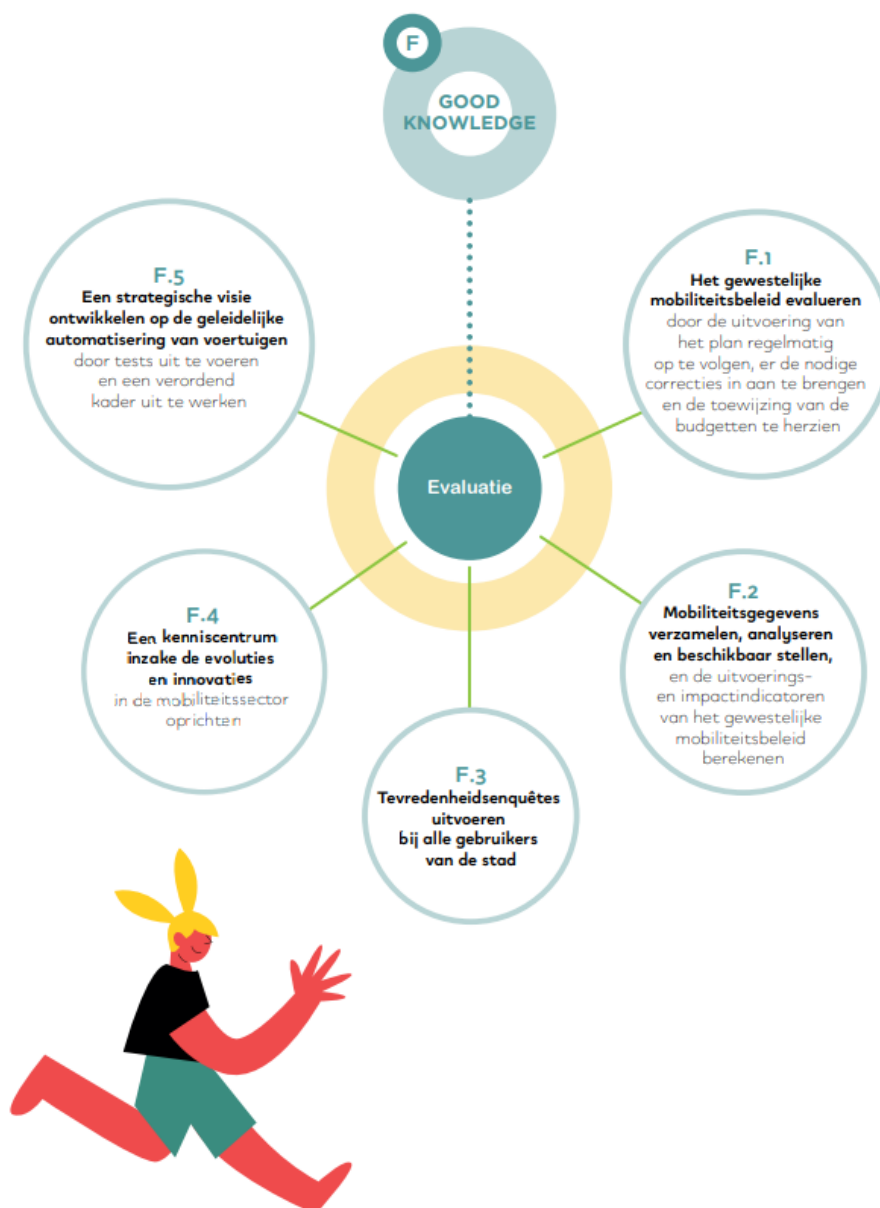 F
GOOD
KNOWLEDGE
F.5
Een strategische visie
ontwikkelen op de geleidelijke
automatisering van voertuigen
door tests uit te voeren
en een verordend
kader uit te werken
F.1
Het gewestelijke
mobiliteitsbeleid evalueren
door de uitvoering van
het plan regelmatig
op te volgen, er de nodige
correcties in aan te brengen
en de toewijzing van de
budgetten te herzien
Evaluatie
F.4
Een kenniscentrum
inzake de evoluties
en innovaties
in de mobiliteitssector
oprichten
F.2
Mobiliteitsgegevens
verzamelen, analyseren
en beschikbaar stellen,
en de uitvoerings-
en impactindicatoren
van het gewestelijke
mobiliteitsbeleid
berekenen
F.3
Tevredenheidsenquêtes
uitvoeren
bij alle gebruikers
van de stad